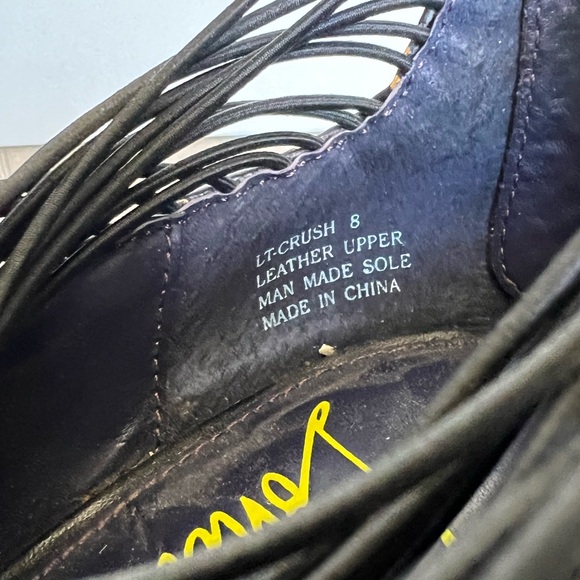 LT-CRUSH 8
LEATHER UPPER
MAN MADE SOLE
MADE IN CHINA